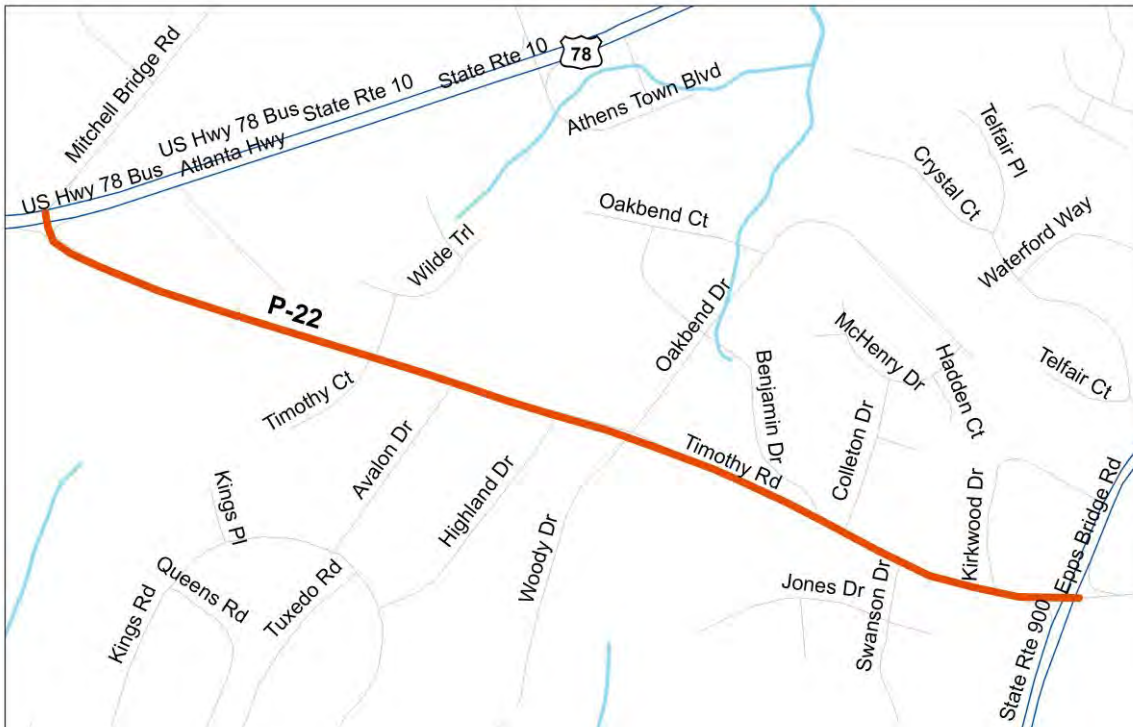 Mitchell Bridge Rd
US Hwy 78 Bus
State Rte 10
State Rte 10
78
US Hwy 78 Bus
Atlanta Hwy
Athens Town Blvd
Telfair Pl
Crystal Ct
Waterford Way
Oakbend Ct
Wilde Trl
P-22
Oakbend Dr
McHenry Dr
Hadden Ct
Telfair Ct
Timothy Ct
Benjamin Dr
Avalon Dr
Timothy Rd
Colleton Dr
Highland Dr
Kings Pl
Kirkwood Dr
Epps Bridge Rd
Woody Dr
Queens Rd
Tuxedo Rd
Kings Rd
Jones Dr
Swanson Dr
State Rte 900